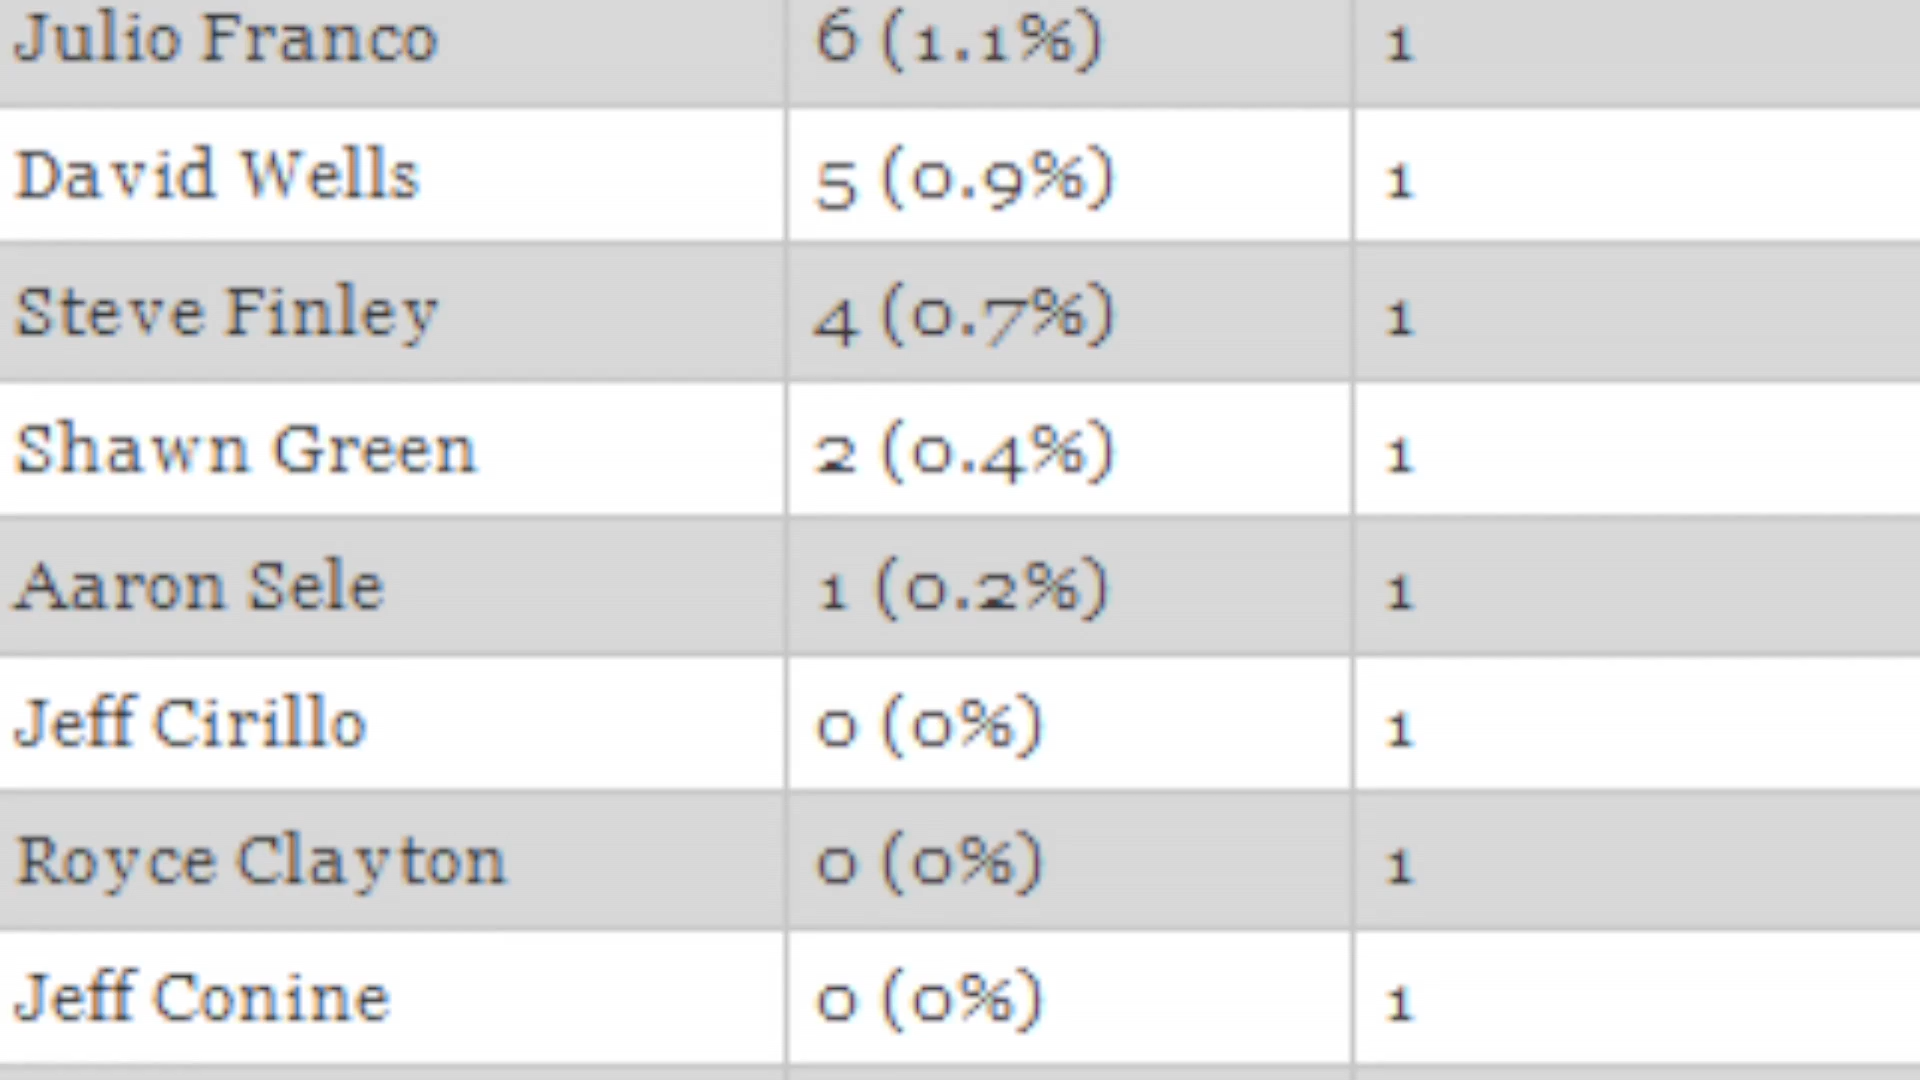 Julio Franco 6 (1.1%) 1
David Wells 5 (0.9%) 1
Steve Finley 4 (0.7%) 1
Shawn Green 2 (0.4%) 1
Aaron Sele 1 (0.2%) 1
Jeff Cirillo 0 (0%) 1
Royce Clayton 0 (0%) 1
Jeff Conine 0 (0%) 1